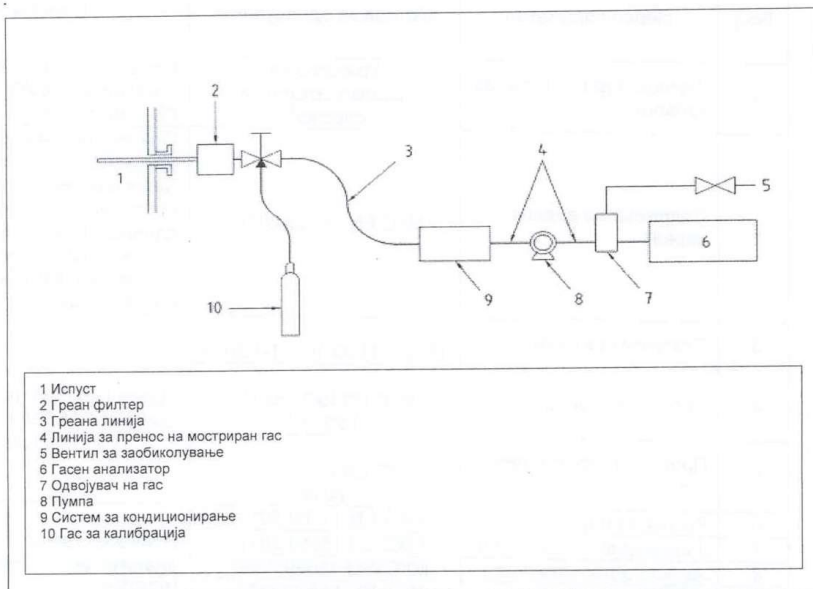 2
1
3
4
5
6
7
8
9
10
1 Испуст
2 Греан филтер
3 Греана линија
4 Линија за пренос на мостриран гас
5 Вентил за заобиколување
6 Гасен анализатор
7 Одвојувач на гас
8 Пумпа
9 Систем за кондиционирање
10 Гас за калибрација